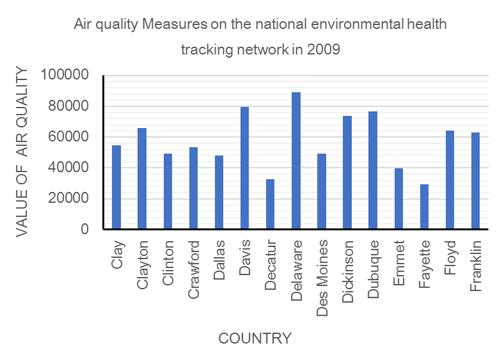 Air quality Measures on the national environmental health
tracking network in 2009
VALUE OF AIR QUALITY
100000
80000
60000
40000
20000
0
Clay
Clayton
Clinton
Crawford
Dallas
Davis
Decatur
Delaware
Des Moines
Dickinson
Dubuque
Emmet
Fayette
Floyd
Franklin
COUNTRY